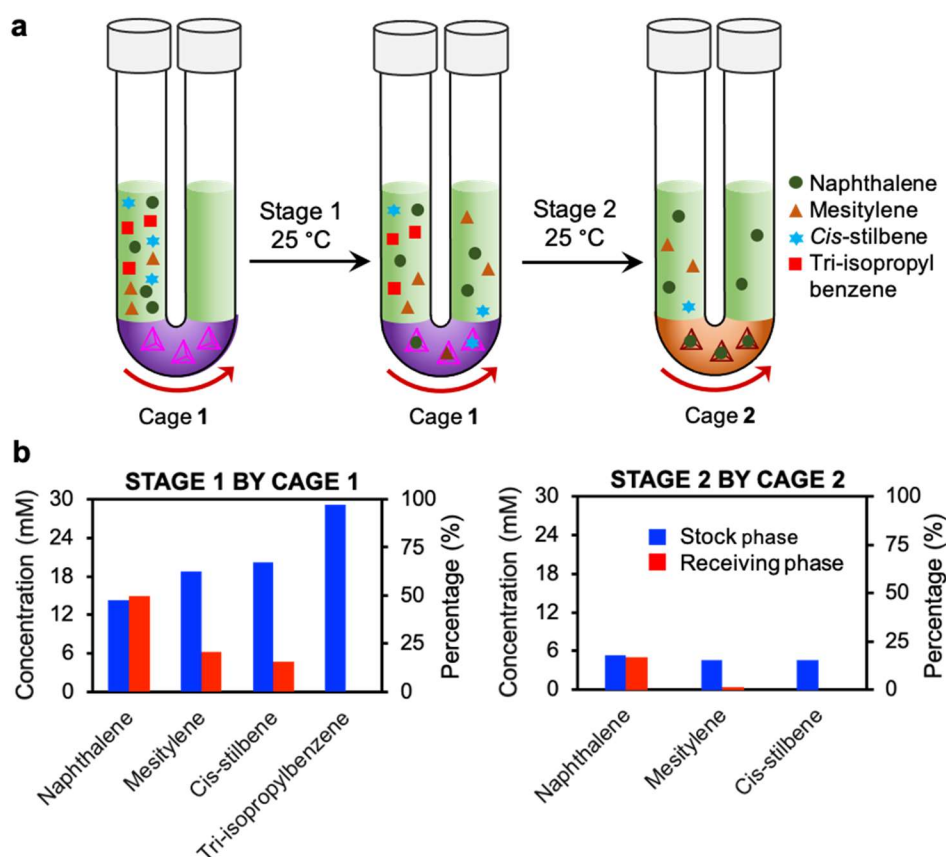 a
Stage 1
25 °C
Stage 2
25 °C
Naphthalene
Mesitylene
Cis-stilbene
Tri-isopropyl
benzene
Cage 1
Cage 1
Cage 2
b
STAGE 1 BY CAGE 1
Concentration (mM)
30
24
18
12
6
0
100
75
50
25
0
Percentage (%)
Naphthalene
Mesitylene
Cis-stilbene
Tri-isopropylbenzene
STAGE 2 BY CAGE 2
Concentration (mM)
30
24
18
12
6
0
Stock phase
Receiving phase
100
75
50
25
0
Percentage (%)
Naphthalene
Mesitylene
Cis-stilbene